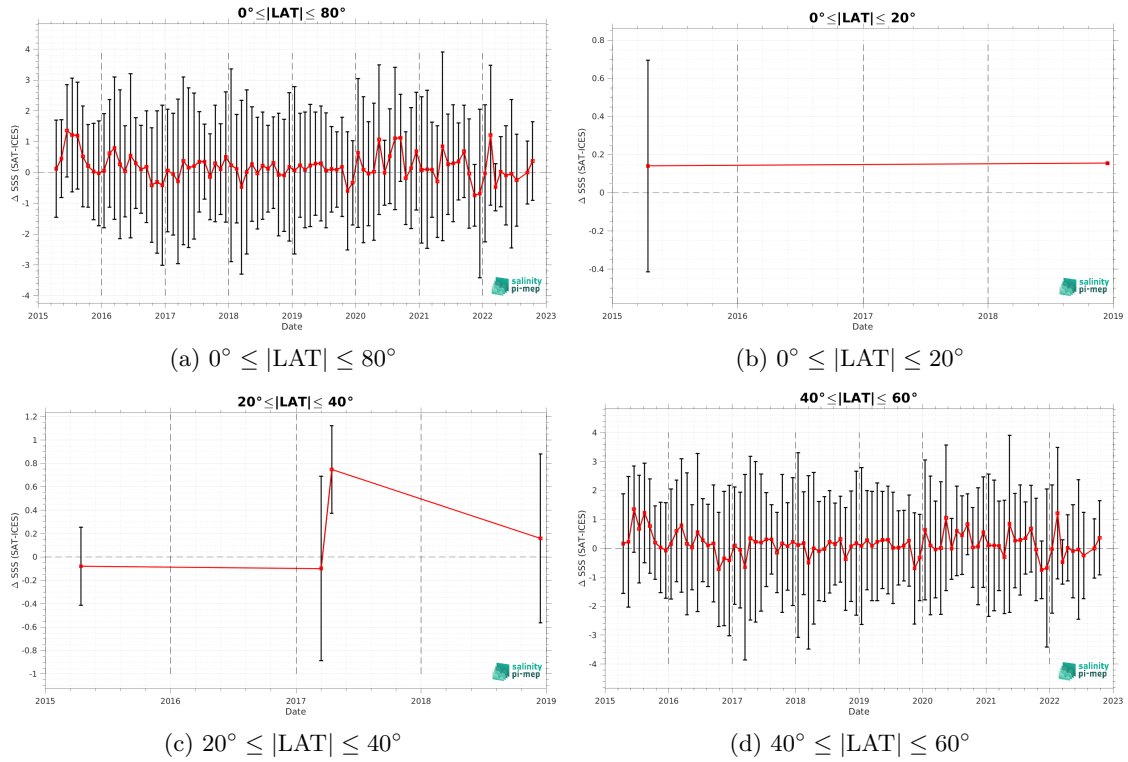 0°≤|LAT|≤ 80°
Δ SSS (SAT-ICES)
4
3
2
1
0
-1
-2
-3
-4
2015 2016 2017 2018 2019 2020 2021 2022 2023
Date
salinity
pi-mep
(a) 0° ≤ |LAT| ≤ 80°
0°≤|LAT|≤ 20°
Δ SSS (SAT-ICES)
0.8
0.6
0.4
0.2
0
-0.2
-0.4
2015 2016 2017 2018 2019
Date
salinity
pi-mep
(b) 0° ≤ |LAT| ≤ 20°
20°≤|LAT|≤ 40°
Δ SSS (SAT-ICES)
1.2
1
0.8
0.6
0.4
0.2
0
-0.2
-0.4
-0.6
-0.8
-1
2015 2016 2017 2018 2019
Date
salinity
pi-mep
(c) 20° ≤ |LAT| ≤ 40°
40°≤|LAT|≤ 60°
Δ SSS (SAT-ICES)
4
3
2
1
0
-1
-2
-3
-4
2015 2016 2017 2018 2019 2020 2021 2022 2023
Date
salinity
pi-mep
(d) 40° ≤ |LAT| ≤ 60°